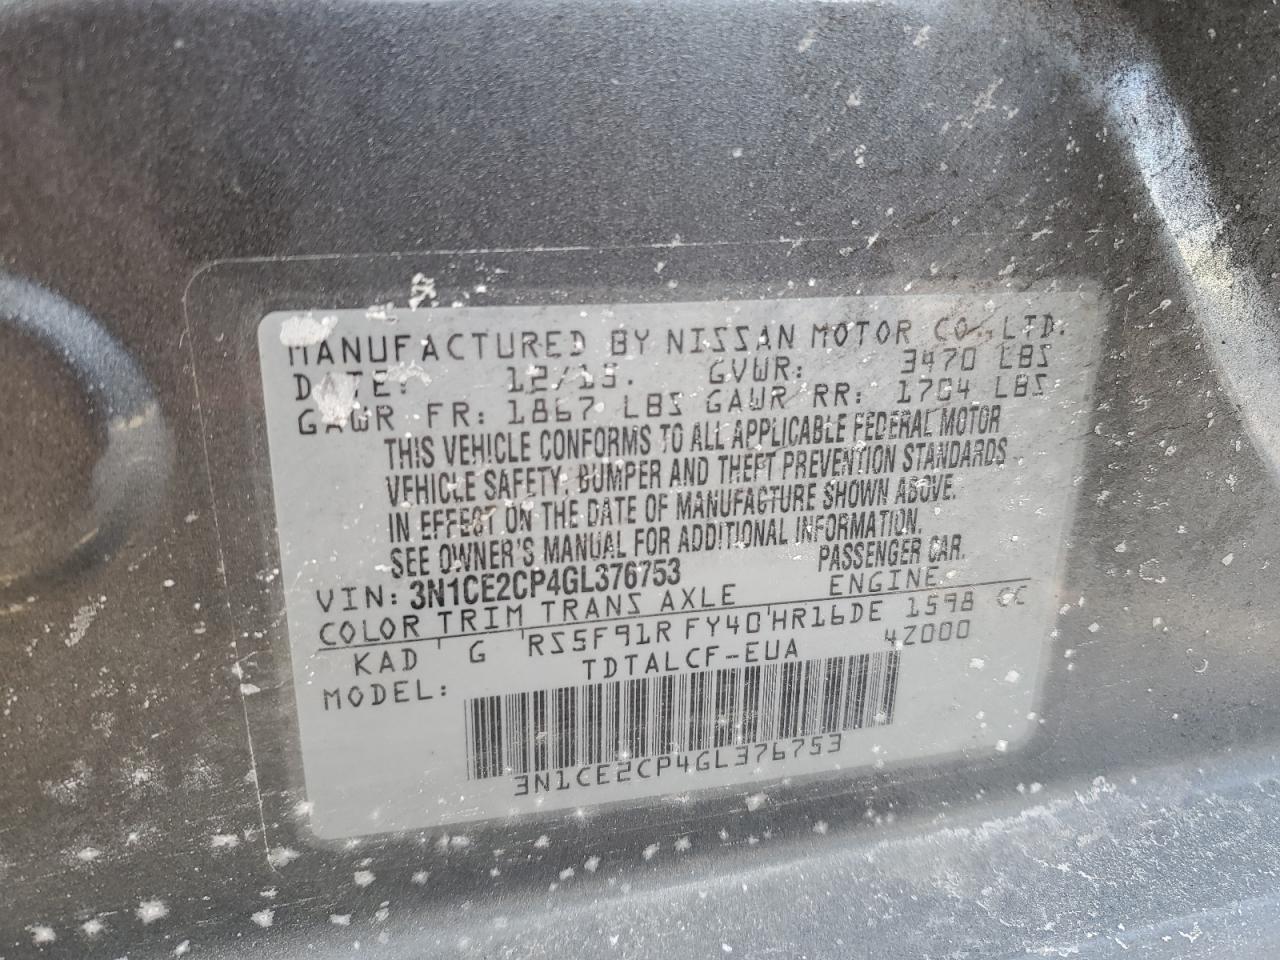 MANUFACTURED BY NISSAN MOTOR CO., LTD.
DATE: 12/15. GVWR: 3470 LBS
GAWR FR: 1867 LBS GAWR RR: 1704 LBS
THIS VEHICLE CONFORMS TO ALL APPLICABLE FEDERAL MOTOR
VEHICLE SAFETY, BUMPER AND THEFT PREVENTION STANDARDS
IN EFFECT ON THE DATE OF MANUFACTURE SHOWN ABOVE.
SEE OWNER'S MANUAL FOR ADDITIONAL INFORMATION.
VIN: 3N1CE2CP4GL376753 PASSENGER CAR.
COLOR TRIM TRANS AXLE ENGINE
KAD G RS5F91R FY40 HR16DE 1598 CC
MODEL: TDTALCF-EUA 4Z000
3N1CE2CP4GL376753